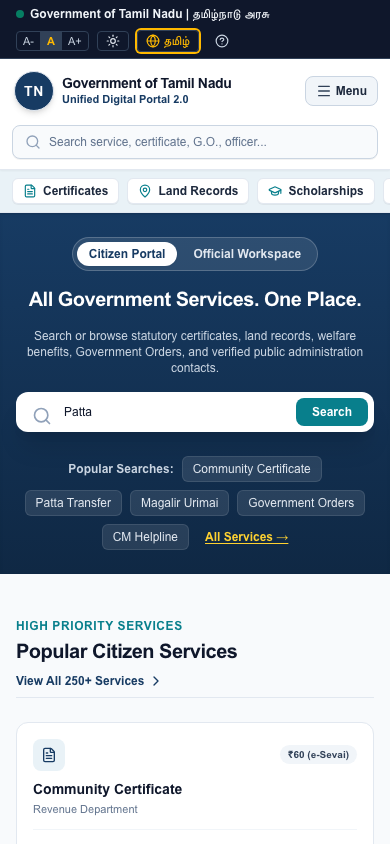 Government of Tamil Nadu | தமிழ்நாடு அரசு
A- A A+ தமிழ்
TN
Government of Tamil Nadu
Unified Digital Portal 2.0
Menu
Search service, certificate, G.O., officer...
Certificates Land Records Scholarships
Citizen Portal Official Workspace
All Government Services. One Place.
Search or browse statutory certificates, land records, welfare
benefits, Government Orders, and verified public administration
contacts.
Patta Search
Popular Searches: Community Certificate
Patta Transfer Magalir Urimai Government Orders
CM Helpline All Services →
HIGH PRIORITY SERVICES
Popular Citizen Services
View All 250+ Services
₹60 (e-Sevai)
Community Certificate
Revenue Department